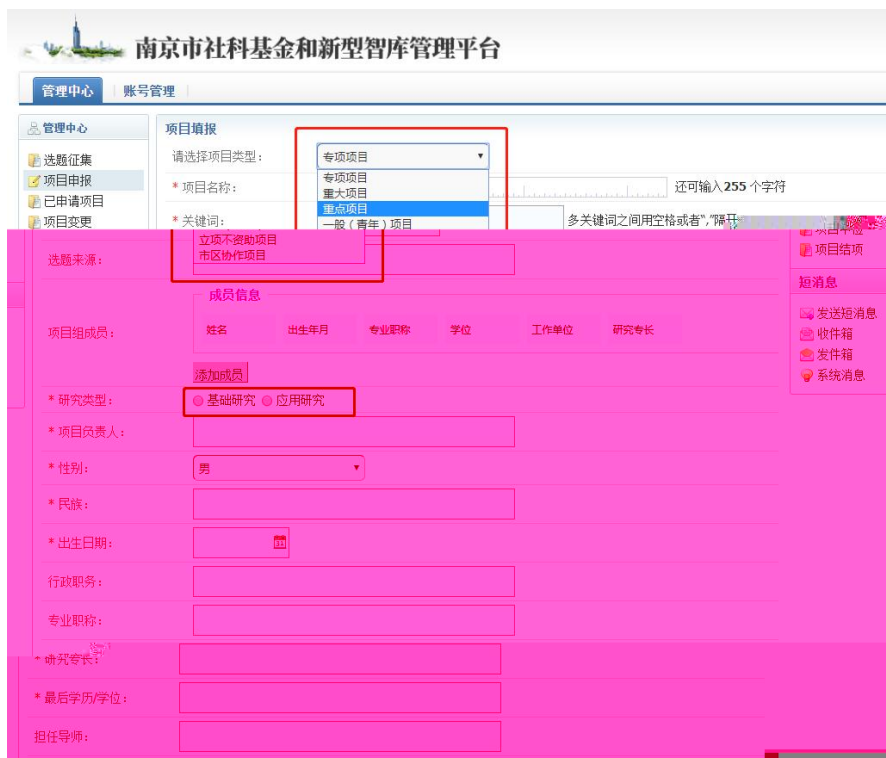 南京市社科基金和新型智库管理平台
管理中心 账号管理
管理中心
选题征集
项目申报
已申请项目
项目变更
项目填报
请选择项目类型： 专项项目
专项项目
重大项目
重点项目
一般（青年）项目
立项不资助项目
市区协作项目
* 项目名称： 还可输入255 个字符
* 关键词： 多关键词之间用空格或者","隔开
选题来源：
成员信息
项目组成员： 姓名 出生年月 专业职称 学位 工作单位 研究专长
添加成员
* 研究类型： 基础研究 应用研究
* 项目负责人：
* 性别： 男
* 民族：
* 出生日期：
行政职务：
专业职称：
* 研究专长：
* 最后学历/学位：
担任导师：
项目结项
短消息
发送短消息
收件箱
发件箱
系统消息